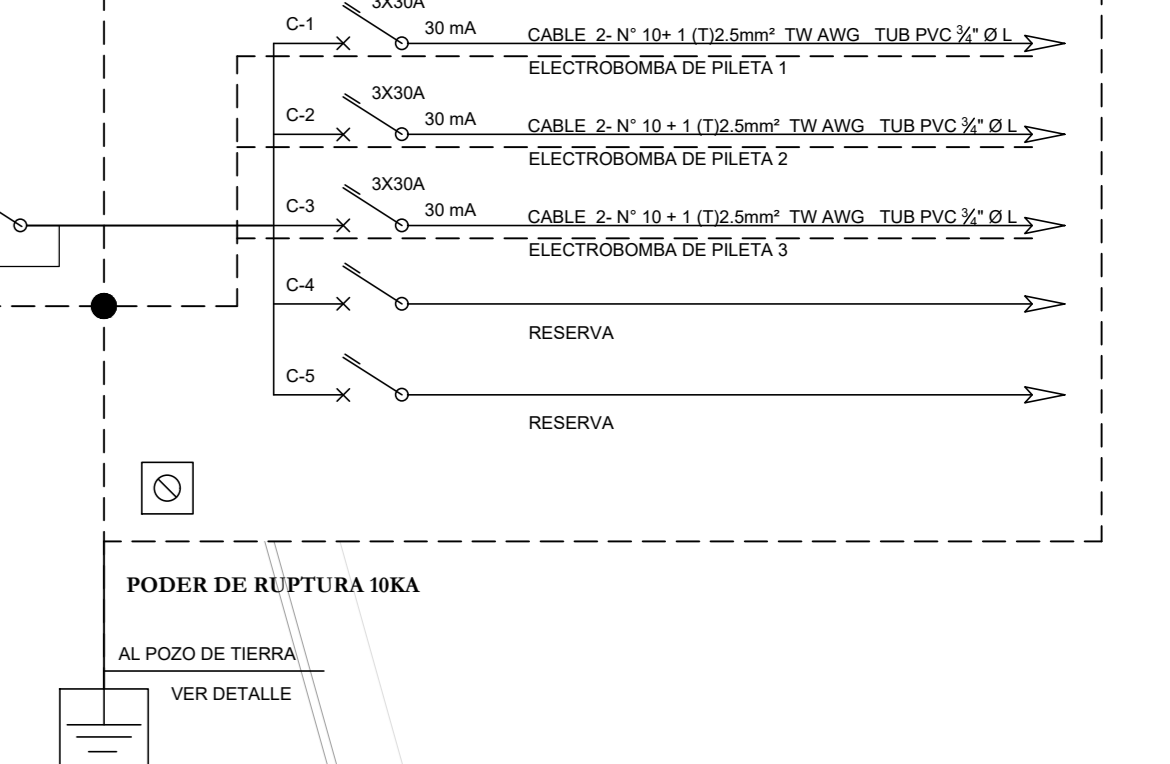 3X30A
C-1
30 mA
CABLE 2- N° 10+ 1 (T)2.5mm² TW AWG TUB PVC ¾" Ø L
ELECTROBOMBA DE PILETA 1
3X30A
C-2
30 mA
CABLE 2- N° 10 + 1 (T)2.5mm² TW AWG TUB PVC ¾" Ø L
ELECTROBOMBA DE PILETA 2
3X30A
C-3
30 mA
CABLE 2- N° 10 + 1 (T)2.5mm² TW AWG TUB PVC ¾" Ø L
ELECTROBOMBA DE PILETA 3
C-4
RESERVA
C-5
RESERVA
PODER DE RUPTURA 10KA
AL POZO DE TIERRA
VER DETALLE